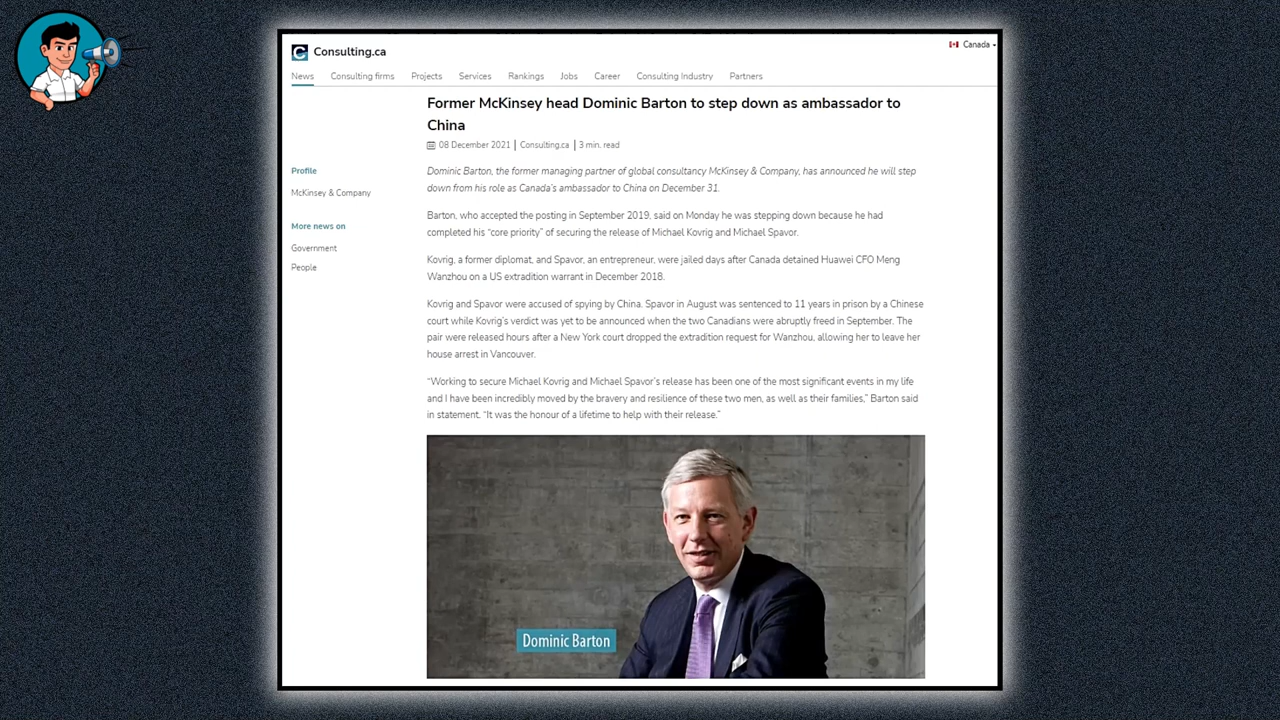 Consulting.ca
Canada
News Consulting firms Projects Services Rankings Jobs Career Consulting Industry Partners
Former McKinsey head Dominic Barton to step down as ambassador to
China
08 December 2021 | Consulting.ca | 3 min. read
Profile
McKinsey & Company
More news on
Government
People
Dominic Barton, the former managing partner of global consultancy McKinsey & Company, has announced he will step
down from his role as Canada's ambassador to China on December 31.
Barton, who accepted the posting in September 2019, said on Monday he was stepping down because he had
completed his “core priority” of securing the release of Michael Kovrig and Michael Spavor.
Kovrig, a former diplomat, and Spavor, an entrepreneur, were jailed days after Canada detained Huawei CFO Meng
Wanzhou on a US extradition warrant in December 2018.
Kovrig and Spavor were accused of spying by China. Spavor in August was sentenced to 11 years in prison by a Chinese
court while Kovrig's verdict was yet to be announced when the two Canadians were abruptly freed in September. The
pair were released hours after a New York court dropped the extradition request for Wanzhou, allowing her to leave her
house arrest in Vancouver.
“Working to secure Michael Kovrig and Michael Spavor's release has been one of the most significant events in my life
and I have been incredibly moved by the bravery and resilience of these two men, as well as their families,” Barton said
in statement. “It was the honour of a lifetime to help with their release.”
Dominic Barton